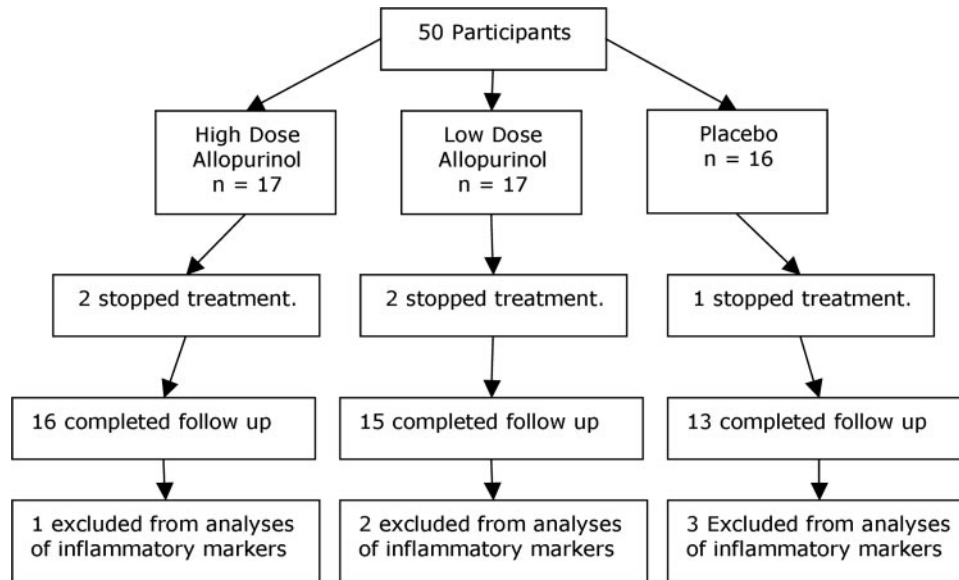 50 Participants
High Dose
Allopurinol
n = 17
Low Dose
Allopurinol
n = 17
Placebo
n = 16
2 stopped treatment.
2 stopped treatment.
1 stopped treatment.
16 completed follow up
15 completed follow up
13 completed follow up
1 excluded from analyses
of inflammatory markers
2 excluded from analyses
of inflammatory markers
3 Excluded from analyses
of inflammatory markers